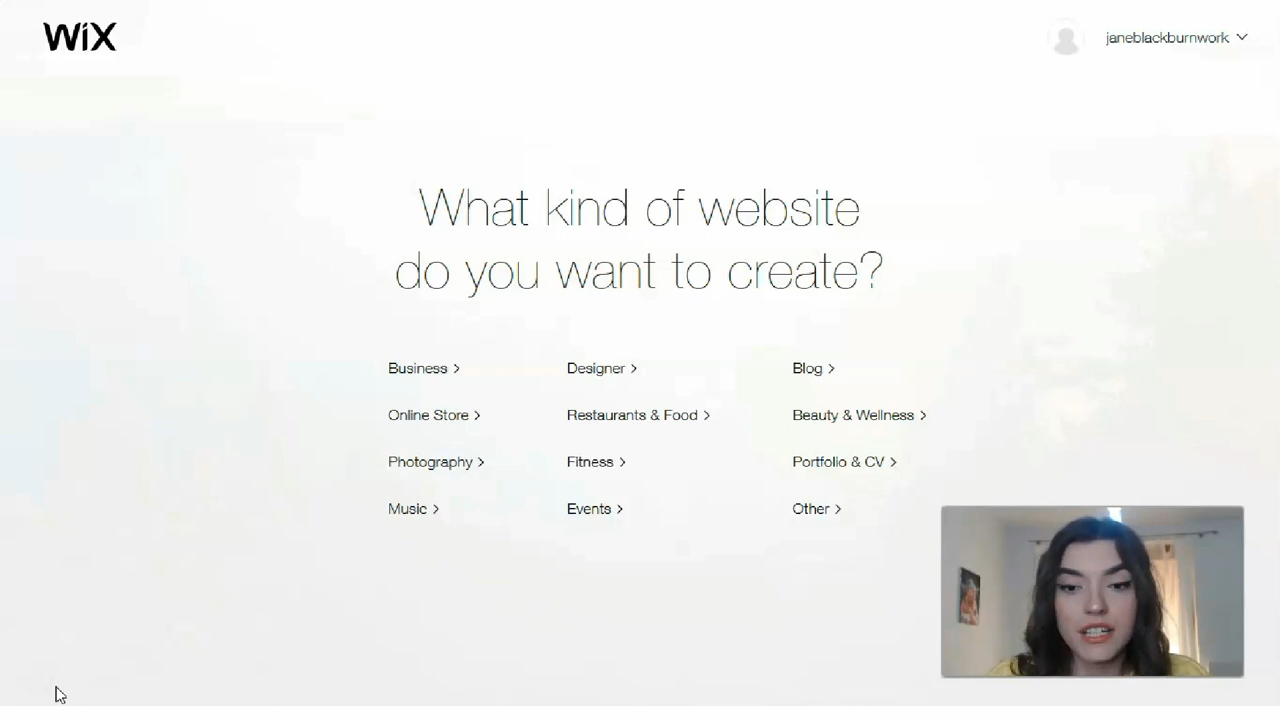 WiX
janeblackburnwork
What kind of website
do you want to create?
Business >
Designer >
Blog >
Online Store >
Restaurants & Food >
Beauty & Wellness >
Photography >
Fitness >
Portfolio & CV >
Music >
Events >
Other >